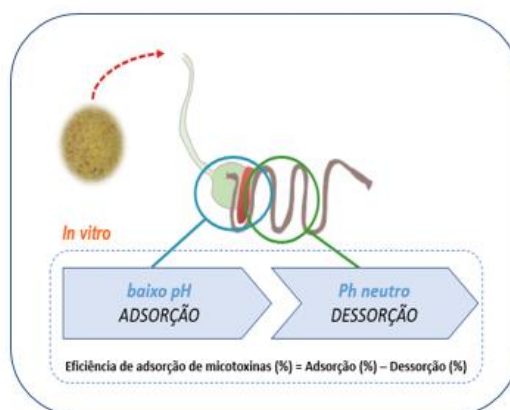 In vitro
baixo pH
ADSORÇÃO
Ph neutro
DESSORÇÃO
Eficiência de adsorção de micotoxinas (%) = Adsorção (%) – Dessorção (%)